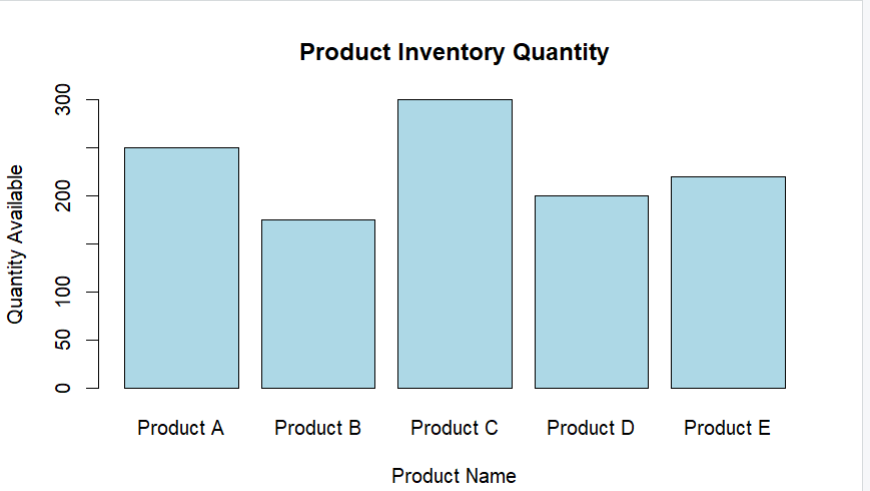 Product Inventory Quantity
Quantity Available
300
200
100
50
0
Product A Product B Product C Product D Product E
Product Name